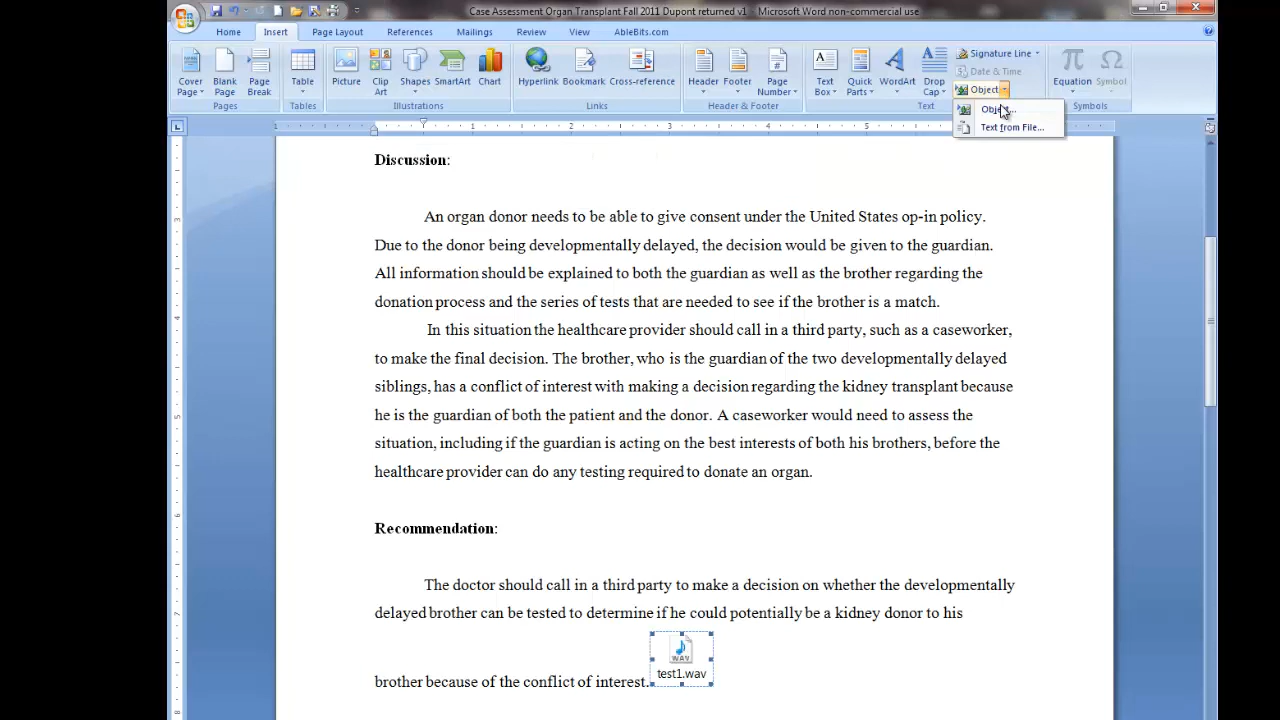 Case Assessment Organ Transplant Fall 2011 Dupont returned v1 - Microsoft Word non-commercial use
Home Insert Page Layout References Mailings Review View AbleBits.com
Cover Page Blank Page Page Break
Pages
Table
Tables
Picture Clip Art Shapes SmartArt Chart
Illustrations
Hyperlink Bookmark Cross-reference
Links
Header Footer Page Number
Header & Footer
Text Box Quick Parts WordArt Drop Cap
Signature Line
Date & Time
Object
Text
Equation Symbol
Symbols
Object...
Text from File...
Discussion:
An organ donor needs to be able to give consent under the United States op-in policy.
Due to the donor being developmentally delayed, the decision would be given to the guardian.
All information should be explained to both the guardian as well as the brother regarding the
donation process and the series of tests that are needed to see if the brother is a match.
In this situation the healthcare provider should call in a third party, such as a caseworker,
to make the final decision. The brother, who is the guardian of the two developmentally delayed
siblings, has a conflict of interest with making a decision regarding the kidney transplant because
he is the guardian of both the patient and the donor. A caseworker would need to assess the
situation, including if the guardian is acting on the best interests of both his brothers, before the
healthcare provider can do any testing required to donate an organ.
Recommendation:
The doctor should call in a third party to make a decision on whether the developmentally
delayed brother can be tested to determine if he could potentially be a kidney donor to his
WAV
test1.wav
brother because of the conflict of interest.